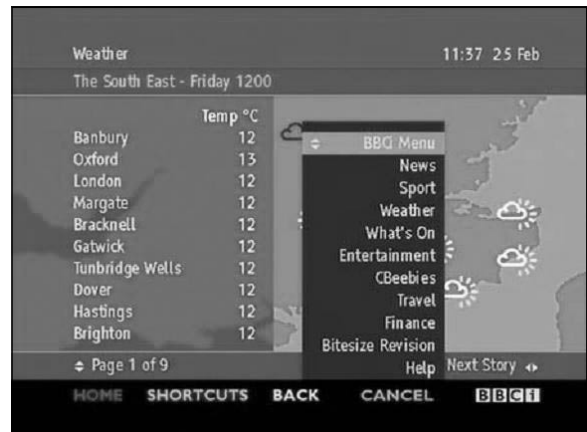 Weather 11:37 25 Feb
The South East - Friday 1200
Temp °C
Banbury 12
Oxford 13
London 12
Margate 12
Bracknell 12
Gatwick 12
Tunbridge Wells 12
Dover 12
Hastings 12
Brighton 12
BBCi Menu
News
Sport
Weather
What's On
Entertainment
CBeebies
Travel
Finance
Bitesize Revision
Help
Page 1 of 9 Next Story
HOME SHORTCUTS BACK CANCEL BBCi